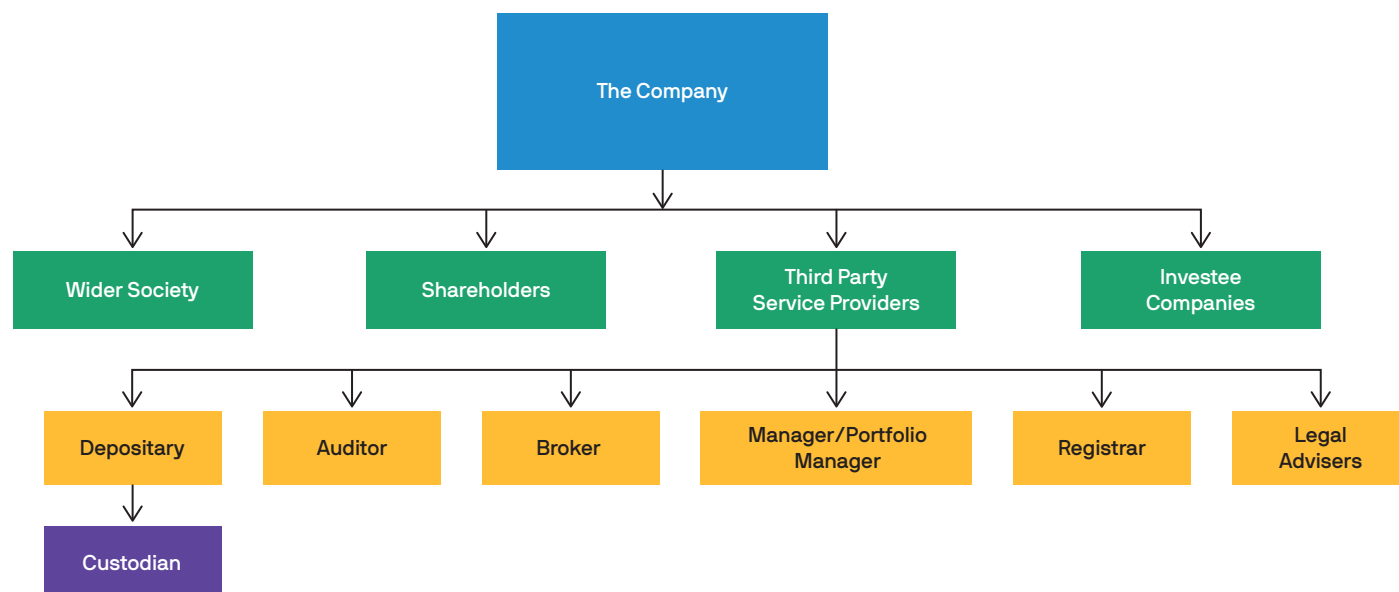 The Company
Wider Society
Shareholders
Third Party
Service Providers
Investee
Companies
Depositary
Auditor
Broker
Manager/Portfolio
Manager
Registrar
Legal
Advisers
Custodian